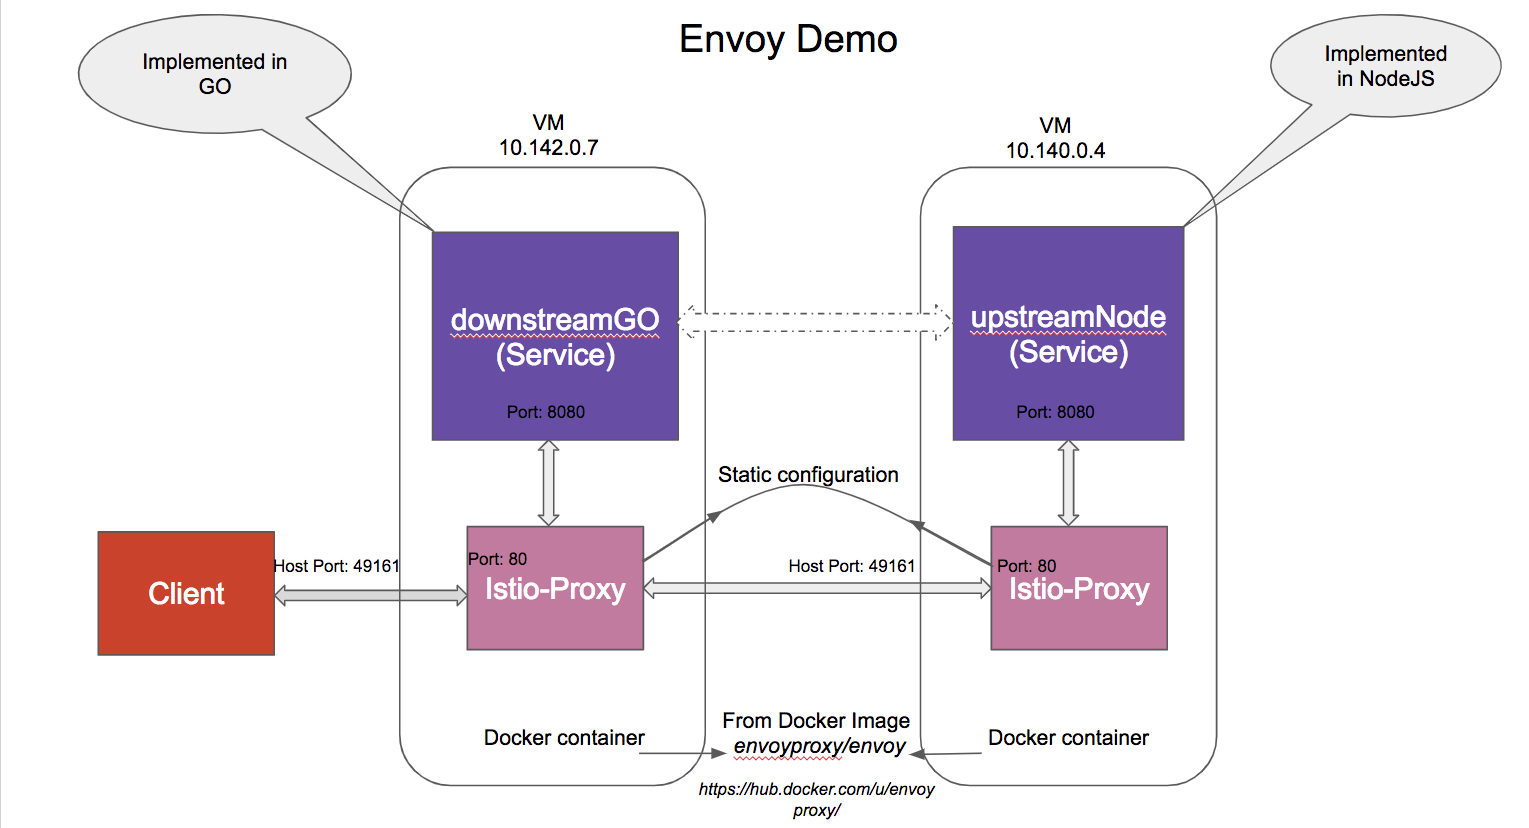 Envoy Demo
Implemented in
GO
Implemented
in NodeJS
VM
10.142.0.7
VM
10.140.0.4
downstreamGO
(Service)
Port: 8080
upstreamNode
(Service)
Port: 8080
Static configuration
Client
Host Port: 49161
Port: 80
Istio-Proxy
Host Port: 49161
Port: 80
Istio-Proxy
Docker container
From Docker Image
envoyproxy/envoy
Docker container
https://hub.docker.com/u/envoy
proxy/